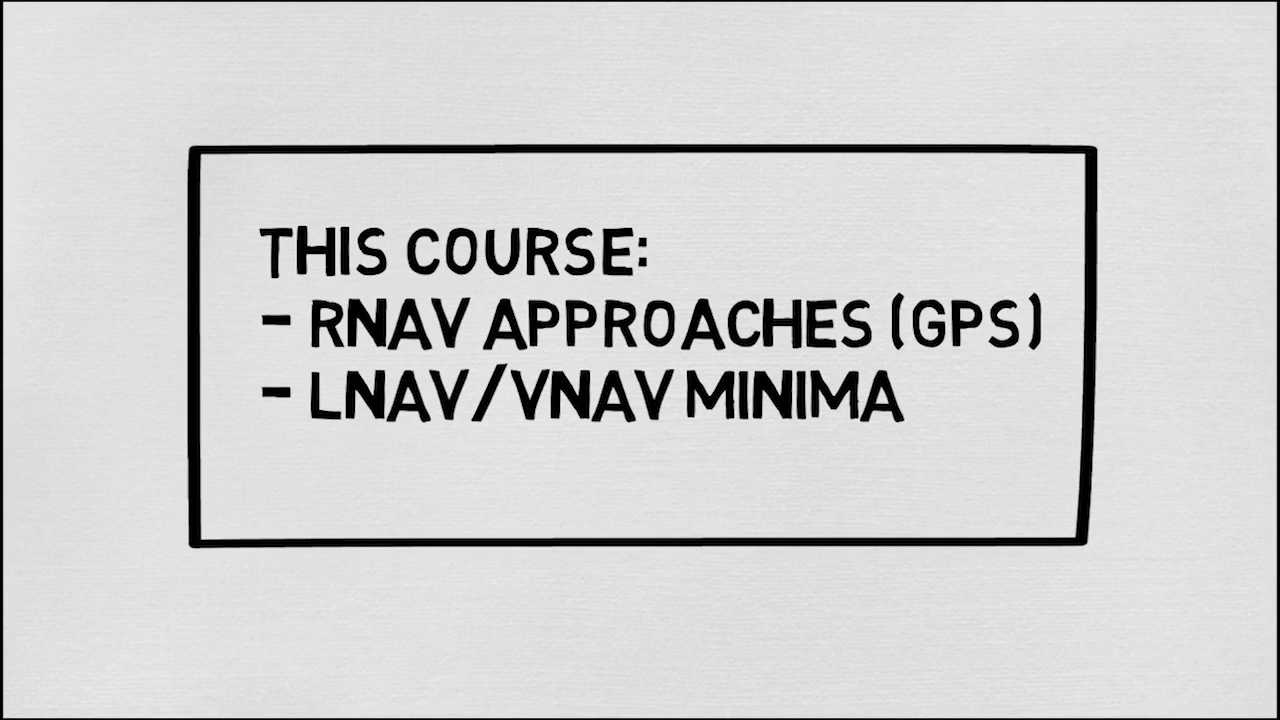 THIS COURSE:
- RNAV APPROACHES (GPS)
- LNAV/VNAV MINIMA